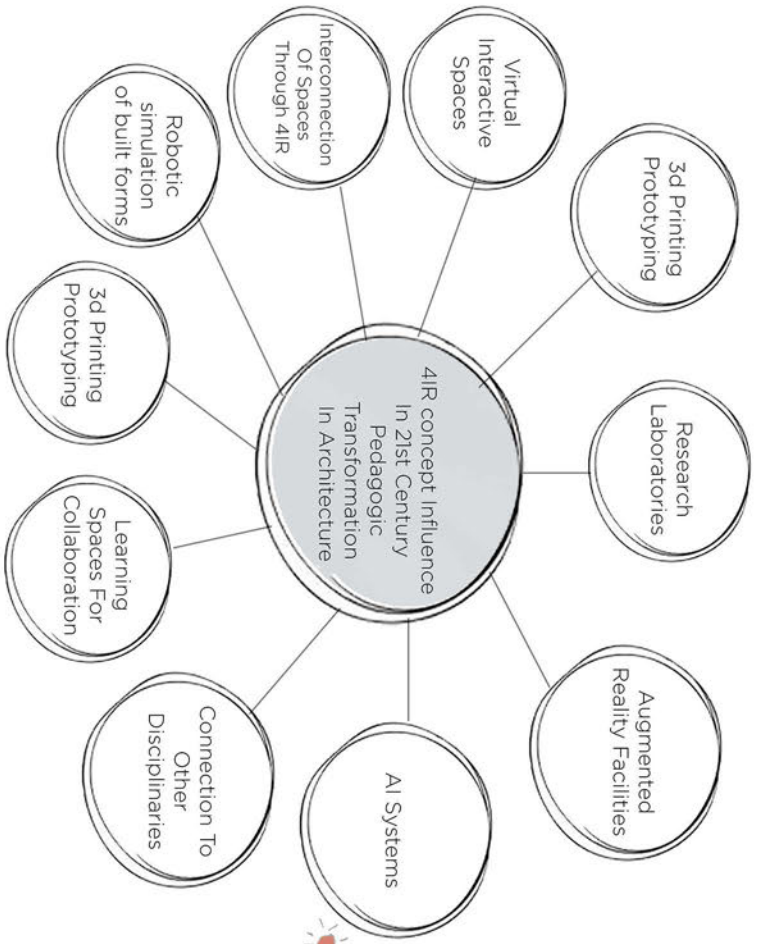 4IR concept Influence
In 21st Century
Pedagogic
Transformation
In Architecture
3d Printing
Prototyping
Research
Laboratories
Augmented
Reality Facilities
AI Systems
Connection To
Other
Disciplinaries
Learning
Spaces For
Collaboration
3d Printing
Prototyping
Robotic
simulation
of built forms
Interconnection
Of Spaces
Through 4IR
Virtual
Interactive
Spaces